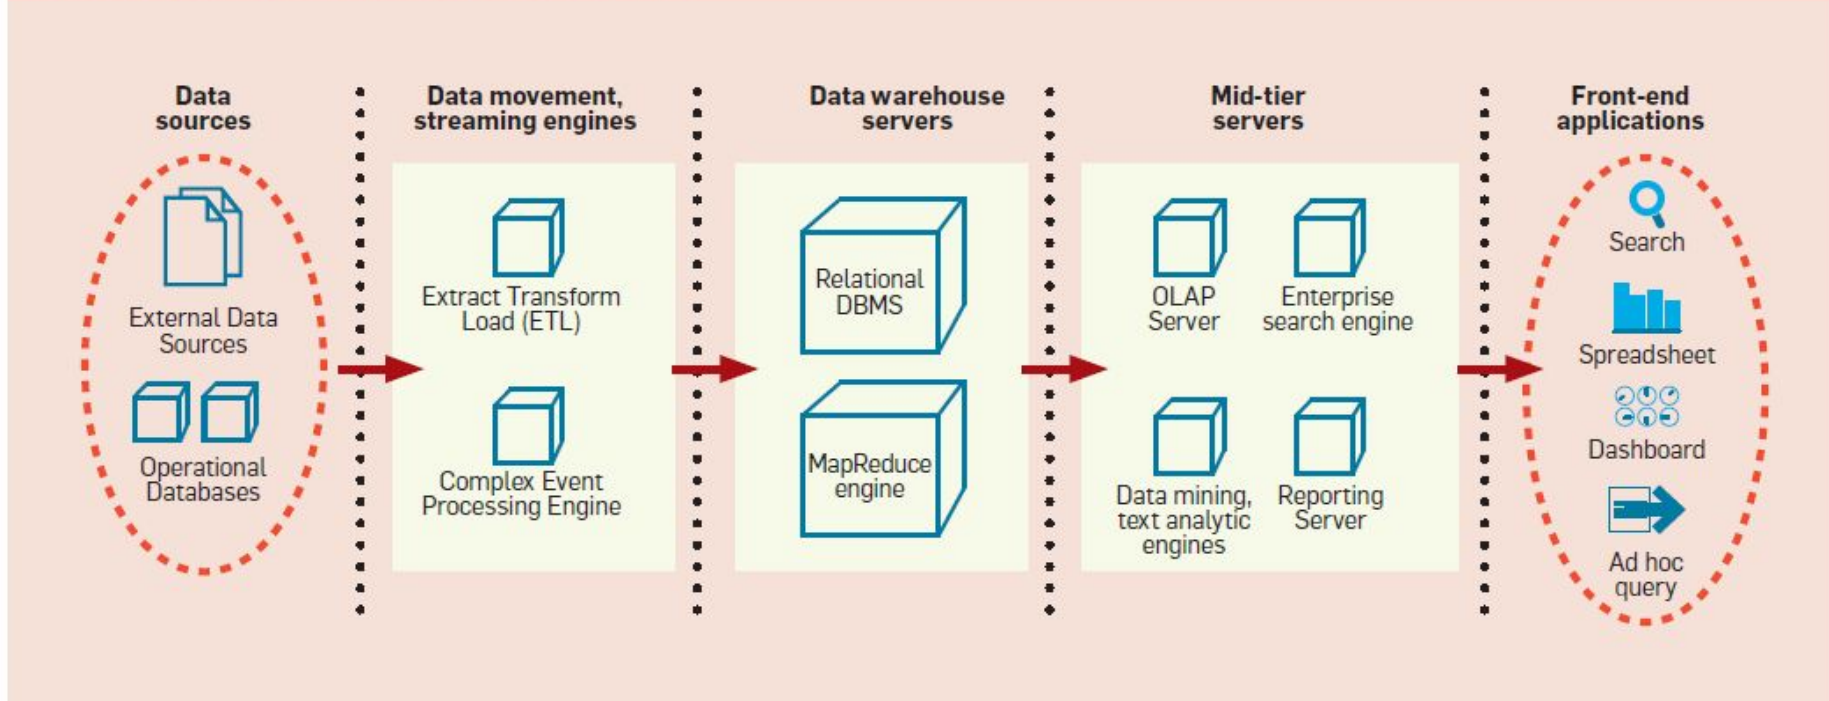 Data
sources
Data movement,
streaming engines
Data warehouse
servers
Mid-tier
servers
Front-end
applications
External Data
Sources
Operational
Databases
Extract Transform
Load (ETL)
Complex Event
Processing Engine
Relational
DBMS
MapReduce
engine
OLAP
Server
Enterprise
search engine
Data mining,
text analytic
engines
Reporting
Server
Search
Spreadsheet
Dashboard
Ad hoc
query